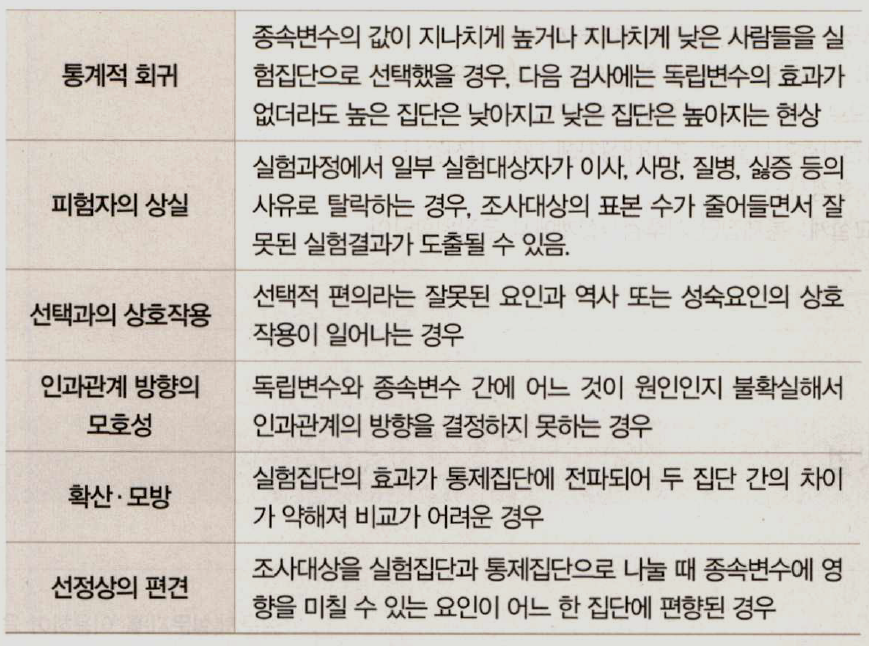 통계적 회귀
종속변수의 값이 지나치게 높거나 지나치게 낮은 사람들을 실
험집단으로 선택했을 경우, 다음 검사에는 독립변수의 효과가
없더라도 높은 집단은 낮아지고 낮은 집단은 높아지는 현상
피험자의 상실
실험과정에서 일부 실험대상자가 이사, 사망, 질병, 싫증 등의
사유로 탈락하는 경우, 조사대상의 표본 수가 줄어들면서 잘
못된 실험결과가 도출될 수 있음.
선택과의 상호작용
선택적 편의라는 잘못된 요인과 역사 또는 성숙요인의 상호
작용이 일어나는 경우
인과관계 방향의
모호성
독립변수와 종속변수 간에 어느 것이 원인인지 불확실해서
인과관계의 방향을 결정하지 못하는 경우
확산·모방
실험집단의 효과가 통제집단에 전파되어 두 집단 간의 차이
가 약해져 비교가 어려운 경우
선정상의 편견
조사대상을 실험집단과 통제집단으로 나눌 때 종속변수에 영
향을 미칠 수 있는 요인이 어느 한 집단에 편향된 경우